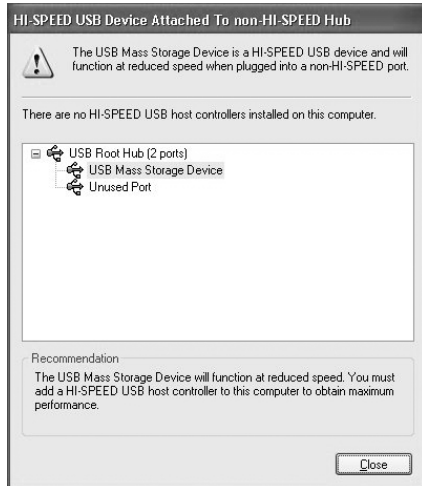 HI-SPEED USB Device Attached To non-HI-SPEED Hub
The USB Mass Storage Device is a HI-SPEED USB device and will
function at reduced speed when plugged into a non-HI-SPEED port.
There are no HI-SPEED USB host controllers installed on this computer.
USB Root Hub (2 ports)
USB Mass Storage Device
Unused Port
Recommendation
The USB Mass Storage Device will function at reduced speed. You must
add a HI-SPEED USB host controller to this computer to obtain maximum
performance.
Close